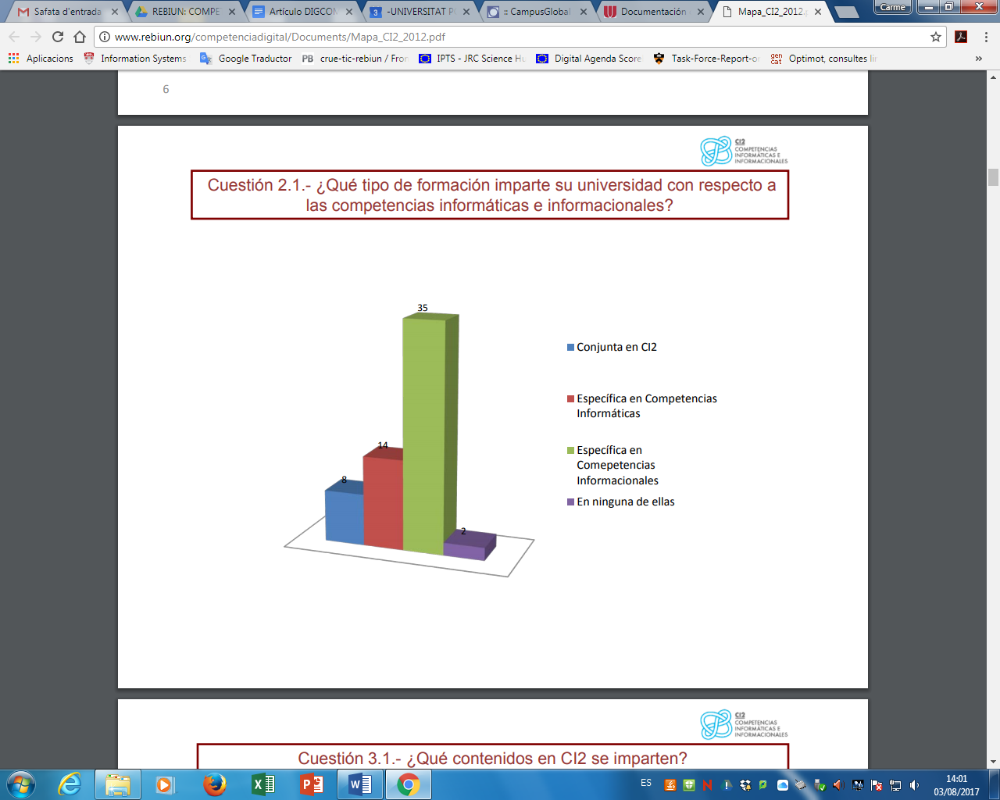 Safata d'entrada
REBIUN: COMPE
Artículo DIGCOM
-UNIVERSITAT P
:: CampusGlobal
Documentación
Mapa_CI2_2012.p
Carme
www.rebiun.org/competenciadigital/Documents/Mapa_CI2_2012.pdf
Aplicacions
Information Systems
Google Traductor
PB crue-tic-rebiun / Fron
IPTS - JRC Science Hu
Digital Agenda Score
Task-Force-Report-or
gen cat Optimot, consultes lin
»
6
CI2
COMPETENCIAS
INFORMÁTICAS E
INFORMACIONALES
Cuestión 2.1.- ¿Qué tipo de formación imparte su universidad con respecto a
las competencias informáticas e informacionales?
35
14
8
2
Conjunta en CI2
Específica en Competencias
Informáticas
Específica en
Comepetencias
Informacionales
En ninguna de ellas
CI2
COMPETENCIAS
INFORMÁTICAS E
INFORMACIONALES
Cuestión 3.1.- ¿Qué contenidos en CI2 se imparten?
ES
14:01
03/08/2017